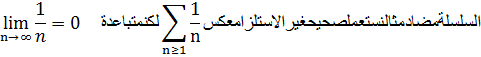 السلسلةمضادمثالنستعملصحيحغيرالاستلزامعكس ∑_{n≥1} 1/n لكنمتباعدة lim_{n→∞} 1/n = 0